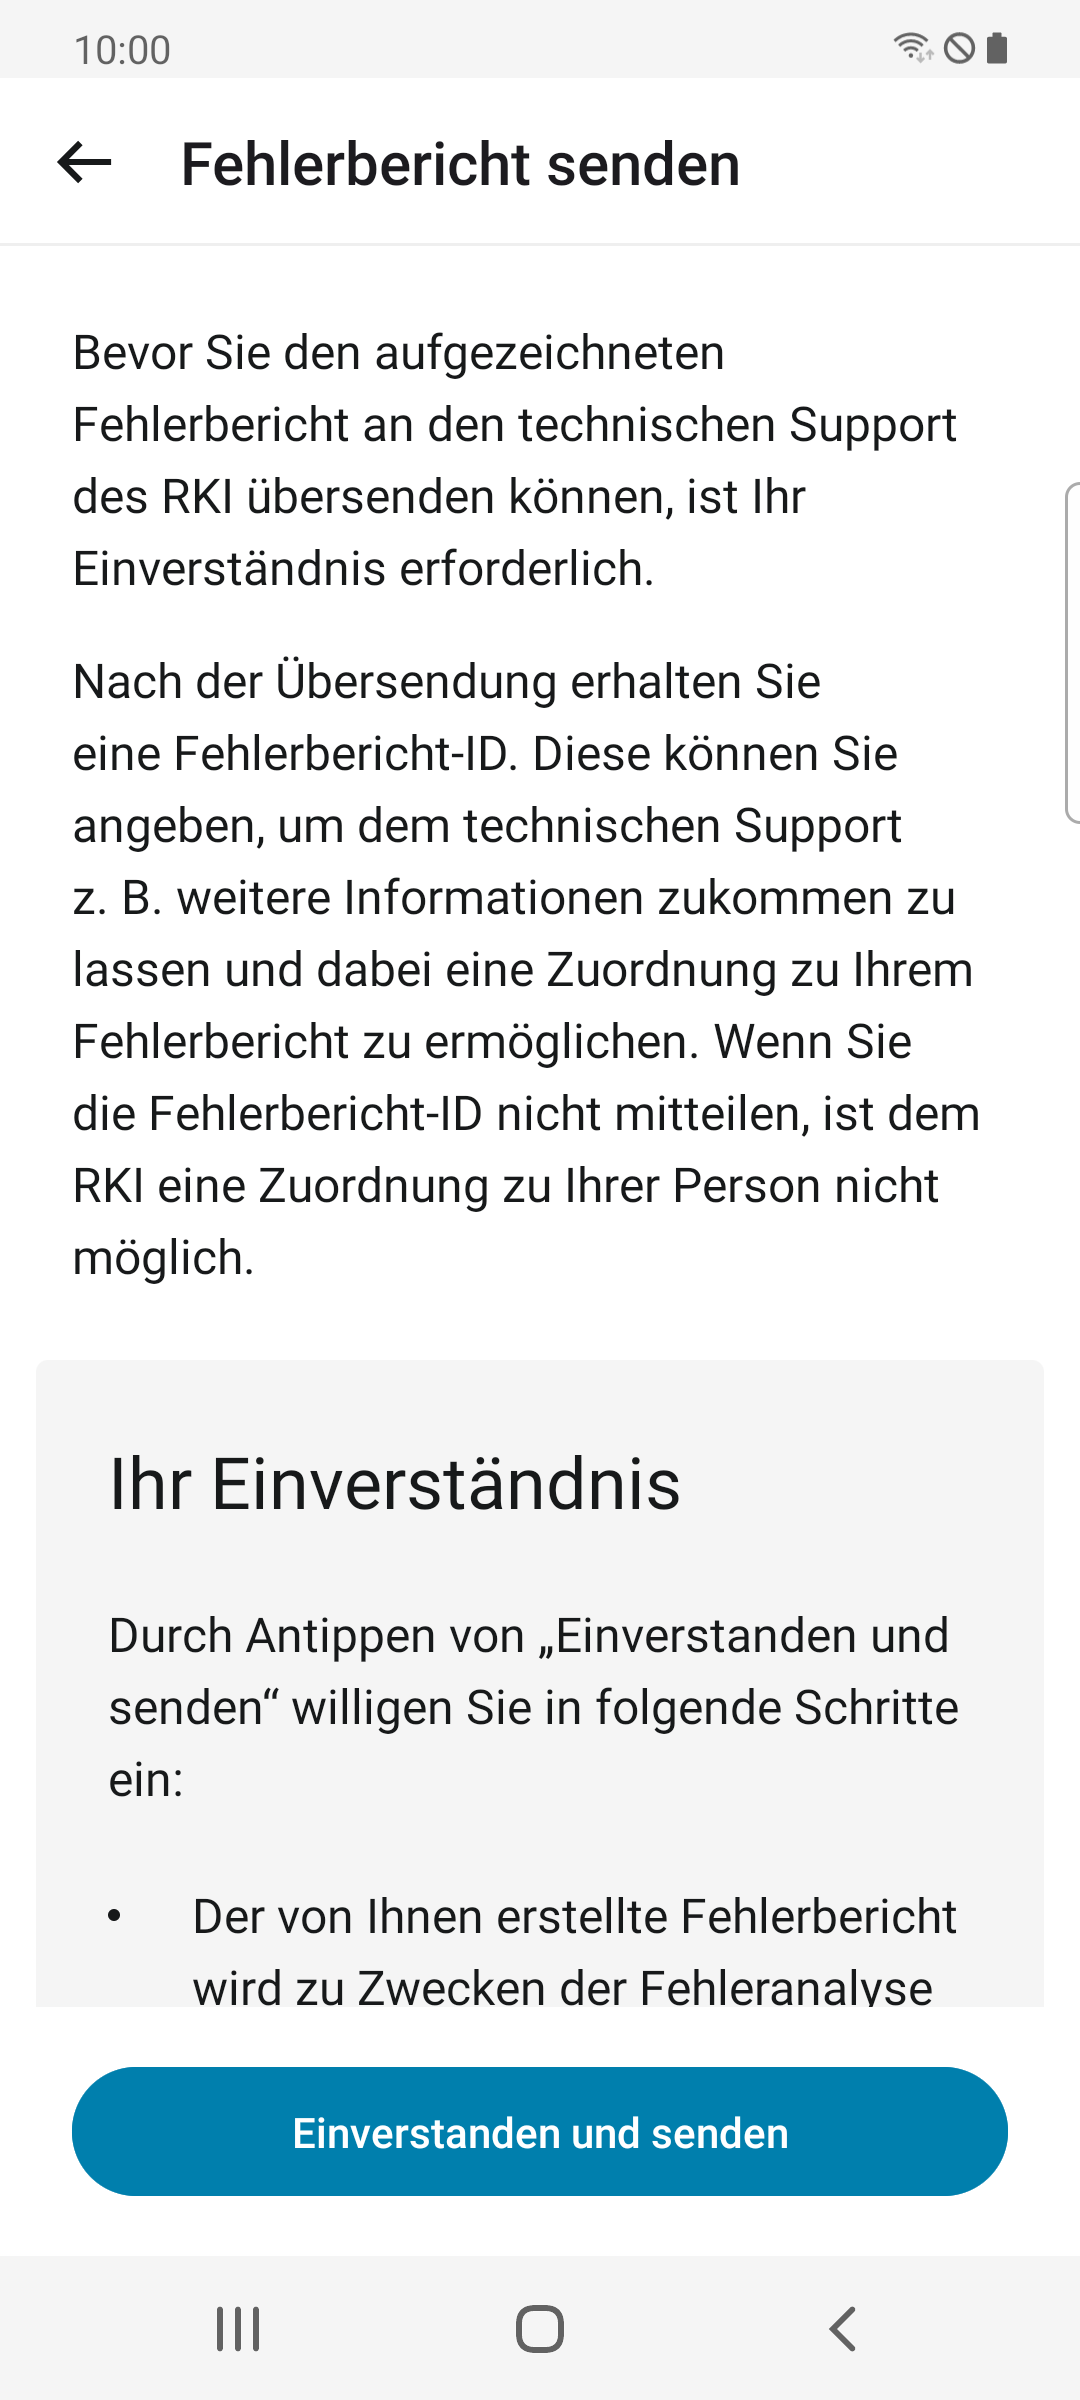 10:00
Fehlerbericht senden
Bevor Sie den aufgezeichneten
Fehlerbericht an den technischen Support
des RKI übersenden können, ist Ihr
Einverständnis erforderlich.
Nach der Übersendung erhalten Sie
eine Fehlerbericht-ID. Diese können Sie
angeben, um dem technischen Support
z. B. weitere Informationen zukommen zu
lassen und dabei eine Zuordnung zu Ihrem
Fehlerbericht zu ermöglichen. Wenn Sie
die Fehlerbericht-ID nicht mitteilen, ist dem
RKI eine Zuordnung zu Ihrer Person nicht
möglich.
Ihr Einverständnis
Durch Antippen von „Einverstanden und
senden“ willigen Sie in folgende Schritte
ein:
• Der von Ihnen erstellte Fehlerbericht
wird zu Zwecken der Fehleranalyse
Einverstanden und senden